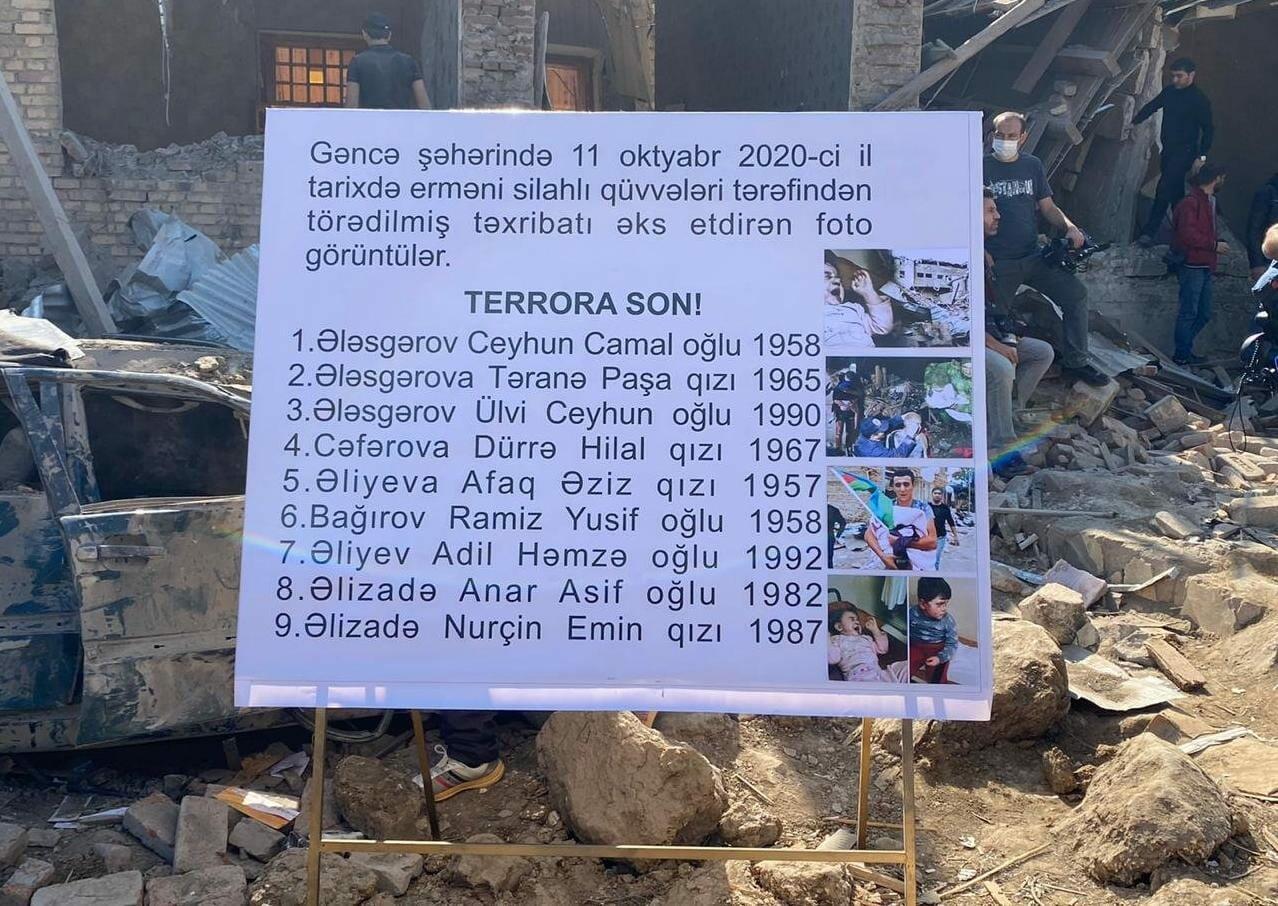 Gəncə şəhərində 11 oktyabr 2020-ci il
tarixdə erməni silahlı qüvvələri tərəfindən
törədilmiş təxribatı əks etdirən foto
görüntülər.
TERRORA SON!
1.Ələsgərov Ceyhun Camal oğlu 1958
2.Ələsgərova Təranə Paşa qızı 1965
3.Ələsgərov Ülvi Ceyhun oğlu 1990
4.Cəfərova Dürrə Hilal qızı 1967
5.Əliyeva Afaq Əziz qızı 1957
6.Bağırov Ramiz Yusif oğlu 1958
7.Əliyev Adil Həmzə oğlu 1992
8.Əlizadə Anar Asif oğlu 1982
9.Əlizadə Nurçin Emin qızı 1987